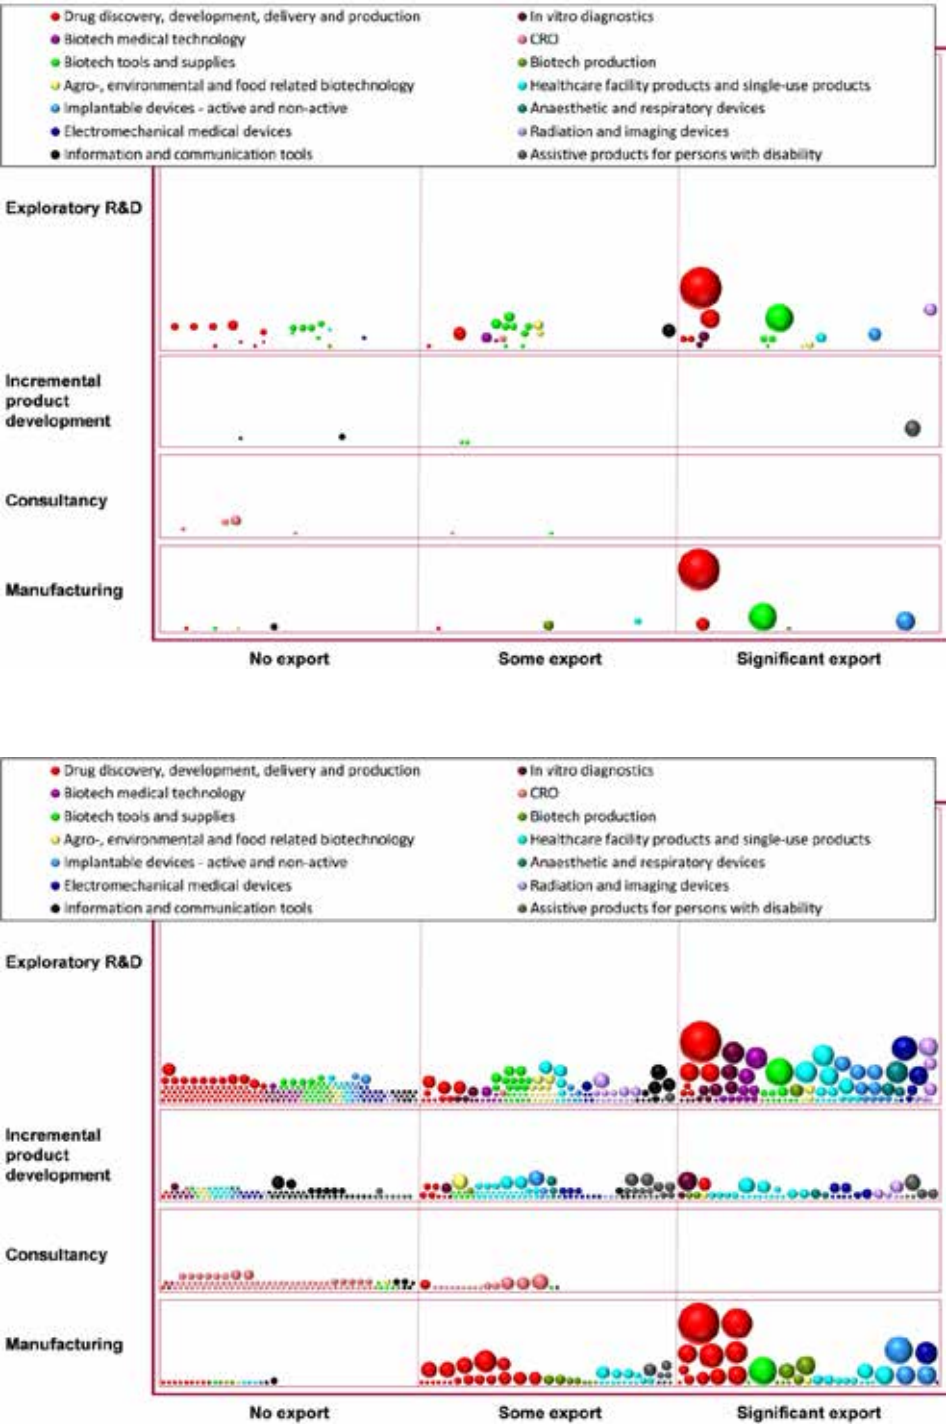 Drug discovery, development, delivery and production
In vitro diagnostics
Biotech medical technology
CRO
Biotech tools and supplies
Biotech production
Agro-, environmental and food related biotechnology
Healthcare facility products and single-use products
Implantable devices - active and non-active
Anaesthetic and respiratory devices
Electromechanical medical devices
Radiation and imaging devices
Information and communication tools
Assistive products for persons with disability
Exploratory R&D
Incremental
product
development
Consultancy
Manufacturing
No export
Some export
Significant export
Drug discovery, development, delivery and production
In vitro diagnostics
Biotech medical technology
CRO
Biotech tools and supplies
Biotech production
Agro-, environmental and food related biotechnology
Healthcare facility products and single-use products
Implantable devices - active and non-active
Anaesthetic and respiratory devices
Electromechanical medical devices
Radiation and imaging devices
Information and communication tools
Assistive products for persons with disability
Exploratory R&D
Incremental
product
development
Consultancy
Manufacturing
No export
Some export
Significant export